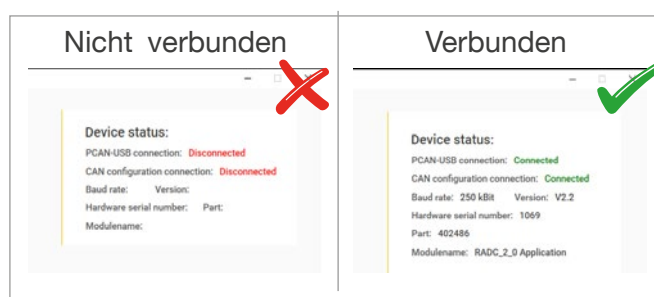 Nicht verbunden
Device status:
PCAN-USB connection: Disconnected
CAN configuration connection: Disconnected
Baud rate: Version:
Hardware serial number: Part:
Modulename:
Verbunden
Device status:
PCAN-USB connection: Connected
CAN configuration connection: Connected
Baud rate: 250 kBit Version: V2.2
Hardware serial number: 1069
Part: 402486
Modulename: RADC_2_0 Application